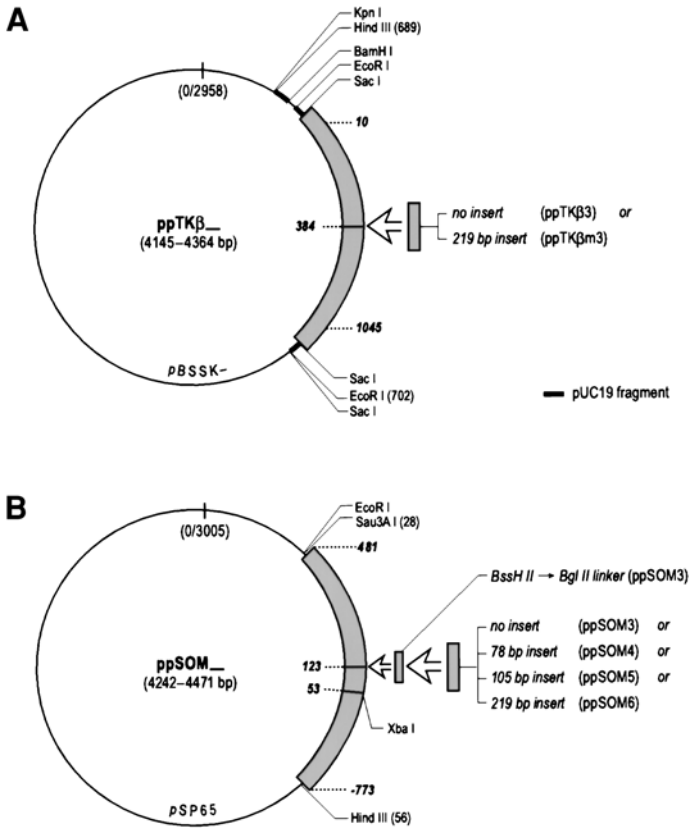 A
Kpn I
Hind III (689)
BamH I
EcoR I
Sac I
(0/2958)
10
ppTKβ__
(4145–4364 bp)
384
no insert (ppTKβ3) or
219 bp insert (ppTKβm3)
1045
pBSSK–
Sac I
EcoR I (702)
Sac I
pUC19 fragment
B
EcoR I
Sau3A I (28)
(0/3005)
481
BssH II → Bgl II linker (ppSOM3)
ppSOM__
(4242–4471 bp)
123
53
no insert (ppSOM3) or
78 bp insert (ppSOM4) or
105 bp insert (ppSOM5) or
219 bp insert (ppSOM6)
Xba I
-773
pSP65
Hind III (56)